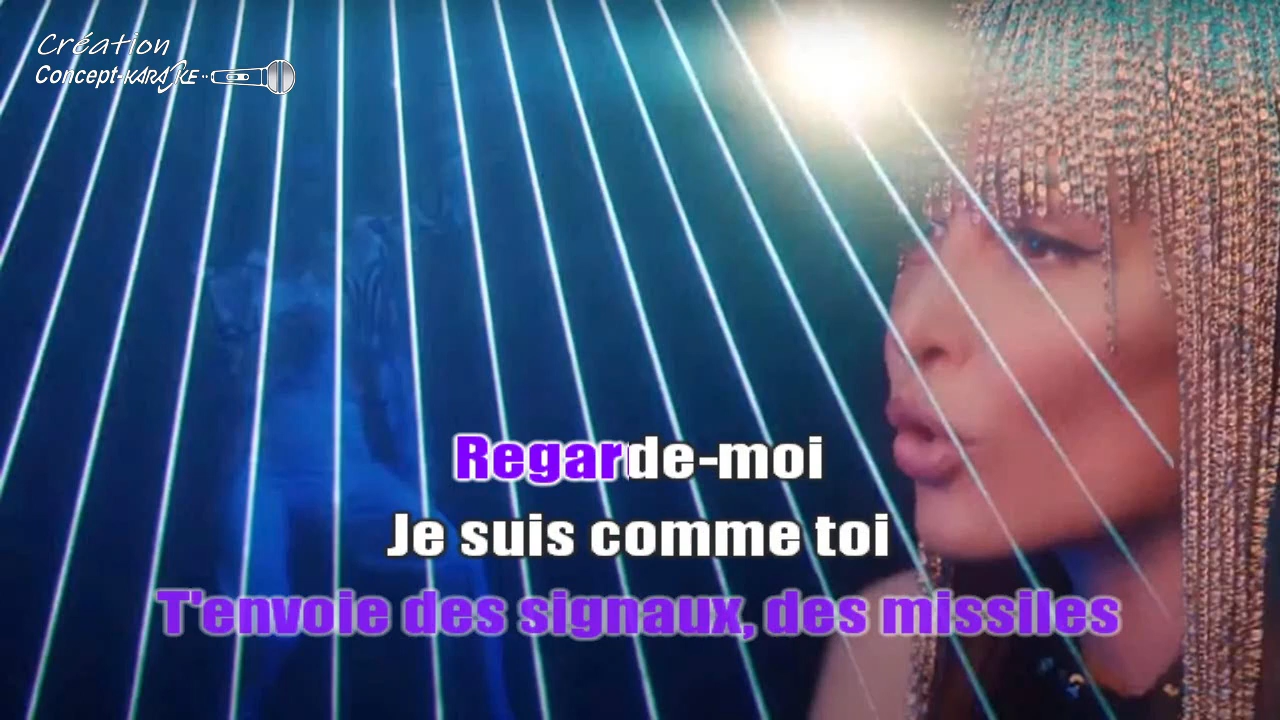 Création
Concept-KARAOKE
Regarde-moi
Je suis comme toi
T'envoie des signaux, des missiles